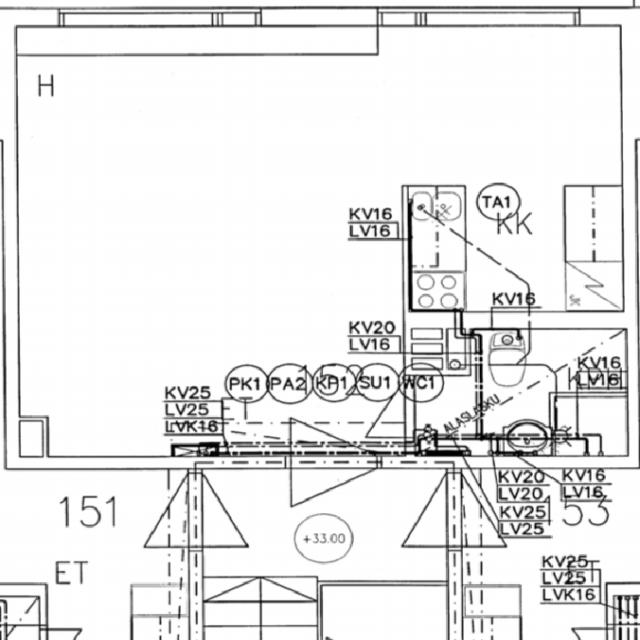 H
TA1
KK
KV16
LV16
KV16
KV20
LV16
KV16
LV16
PK1 PA2 KP1 SU1 WC1
KV25
LV25
LVK16
ALASLASKU
KV20
LV20
KV25
LV25
KV16
LV16
151
53
+33.00
ET
KV25
LV25
LVK16